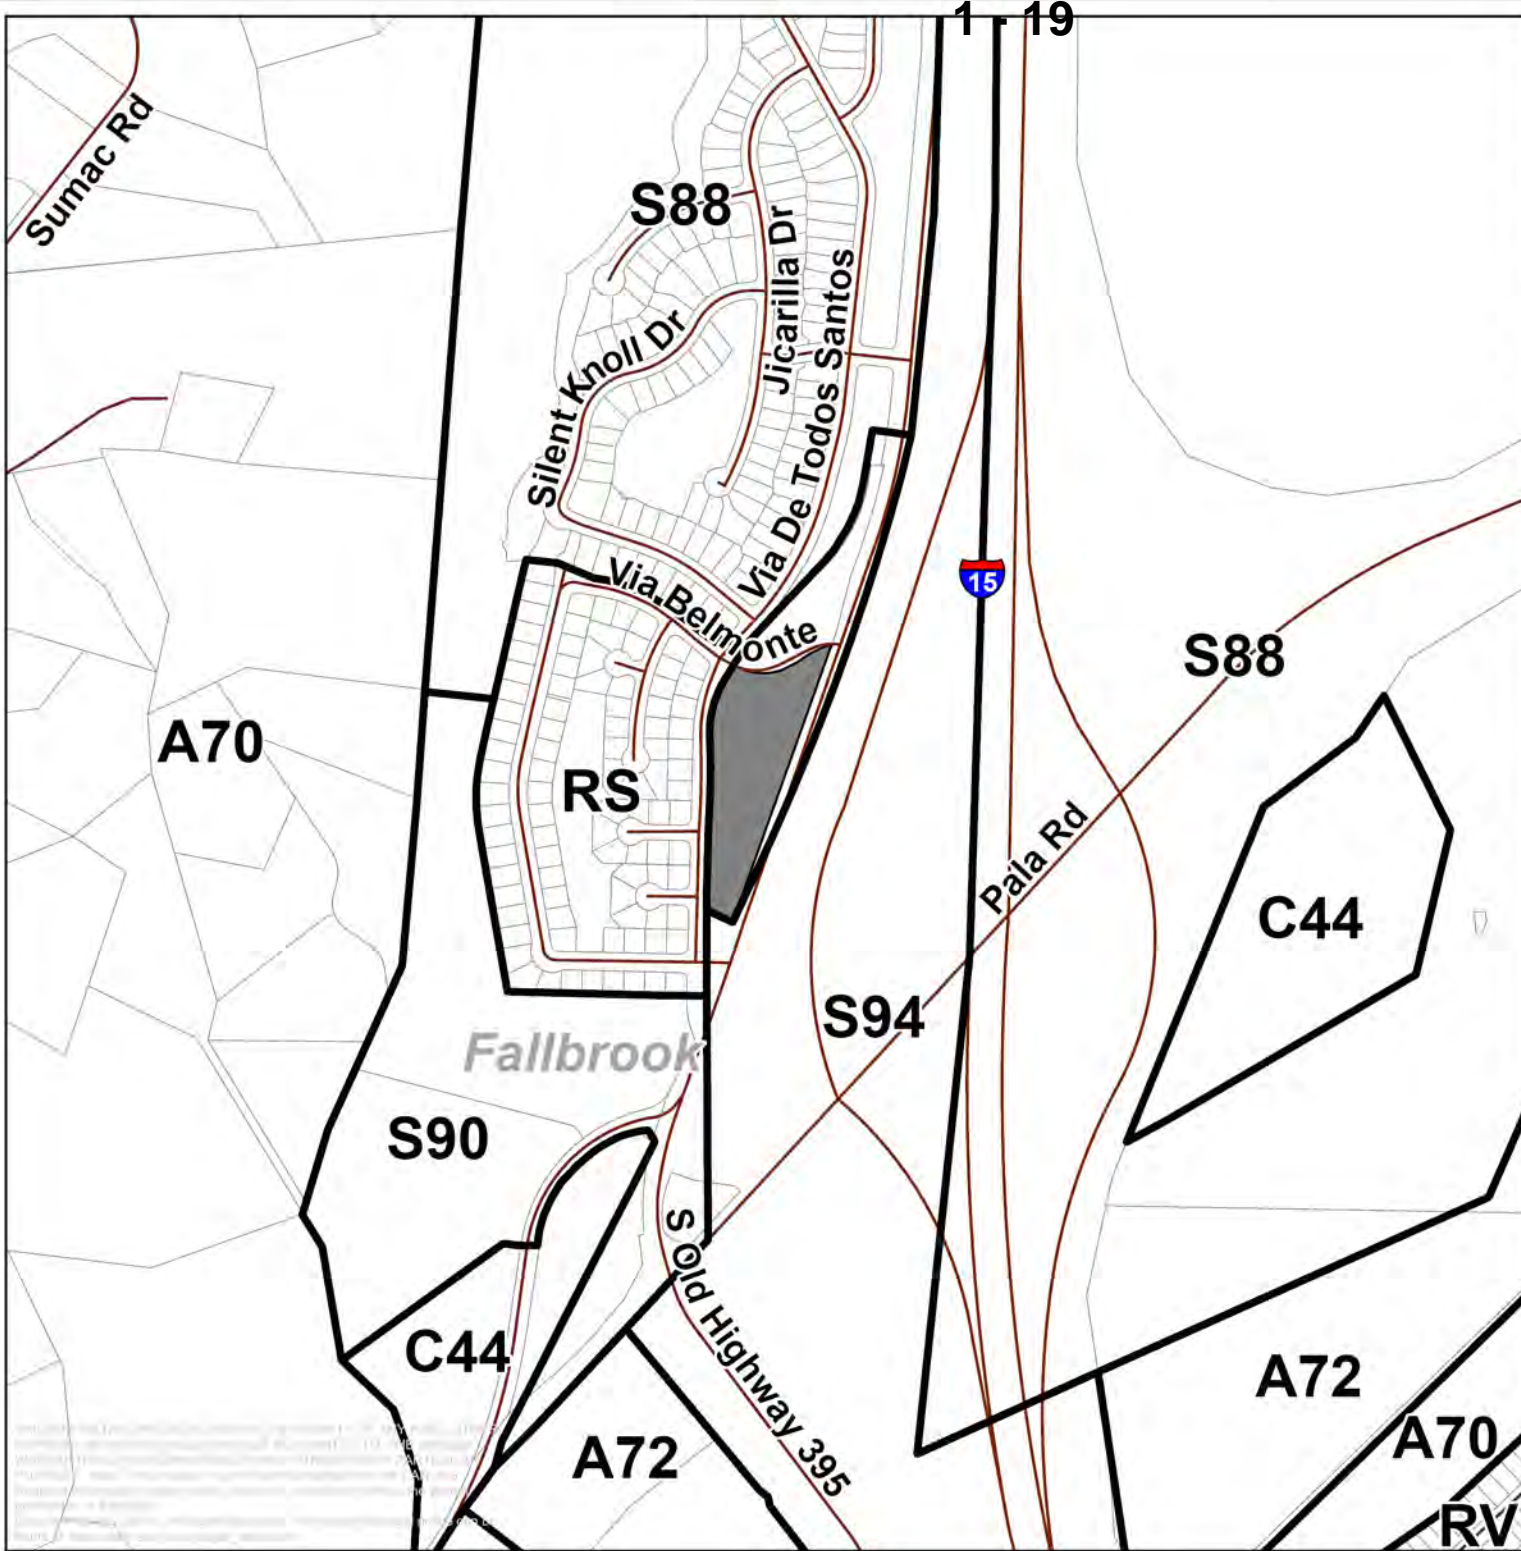 1 - 19
Sumac Rd
S88
Jicarilla Dr
Via De Todos Santos
Silent Knoll Dr
15
Via Belmonte
S88
A70
RS
Pala Rd
C44
S94
Fallbrook
S90
S Old Highway 395
C44
A72
A72
A70
RV